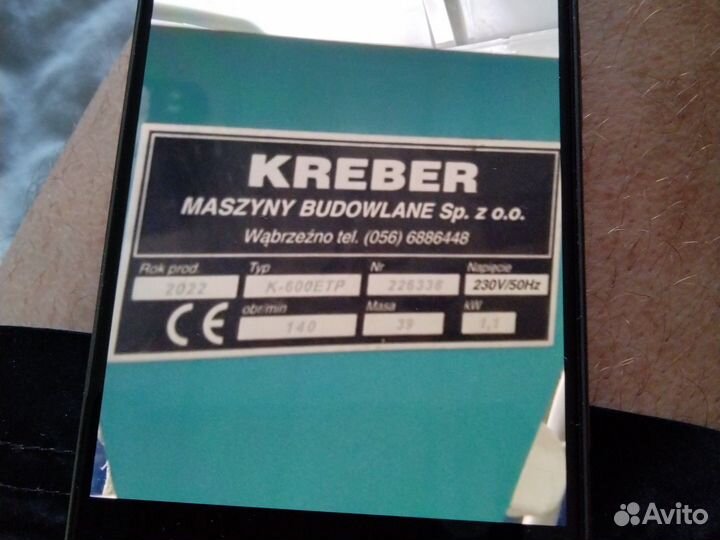 KREBER
MASZYNY BUDOWLANE Sp. z o.o.
Wąbrzeźno tel. (056) 6886448
Rok prod. Typ Nr Napięcie
2022 K-600ETP 226336 230V/50Hz
CE obr/min Masa kW
140 39 1,1
Avito